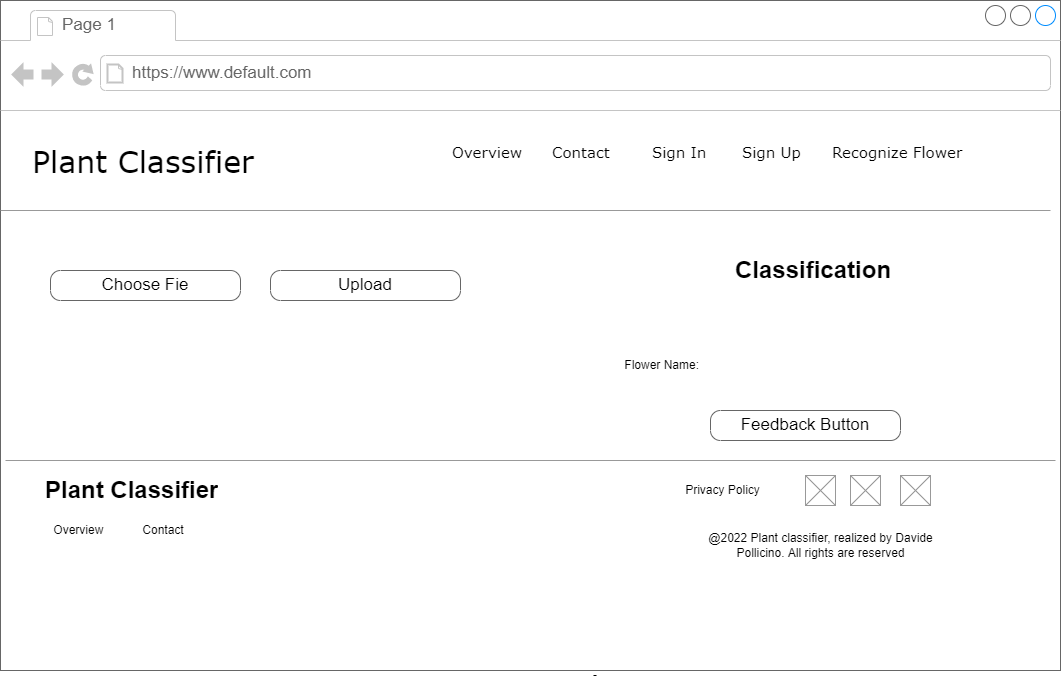 Page 1
https://www.default.com
Plant Classifier
Overview
Contact
Sign In
Sign Up
Recognize Flower
Choose Fie
Upload
Classification
Flower Name:
Feedback Button
Plant Classifier
Overview
Contact
Privacy Policy
@2022 Plant classifier, realized by Davide
Pollicino. All rights are reserved